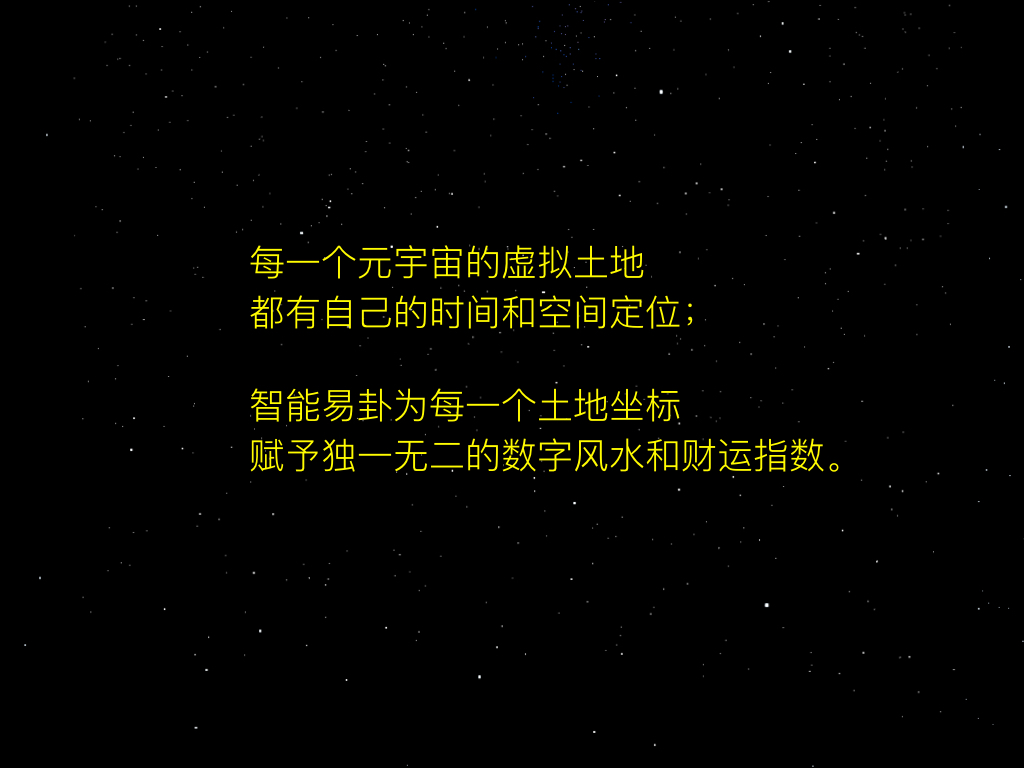 每一个元宇宙的虚拟土地
都有自己的时间和空间定位；
智能易卦为每一个土地坐标
赋予独一无二的数字风水和财运指数。